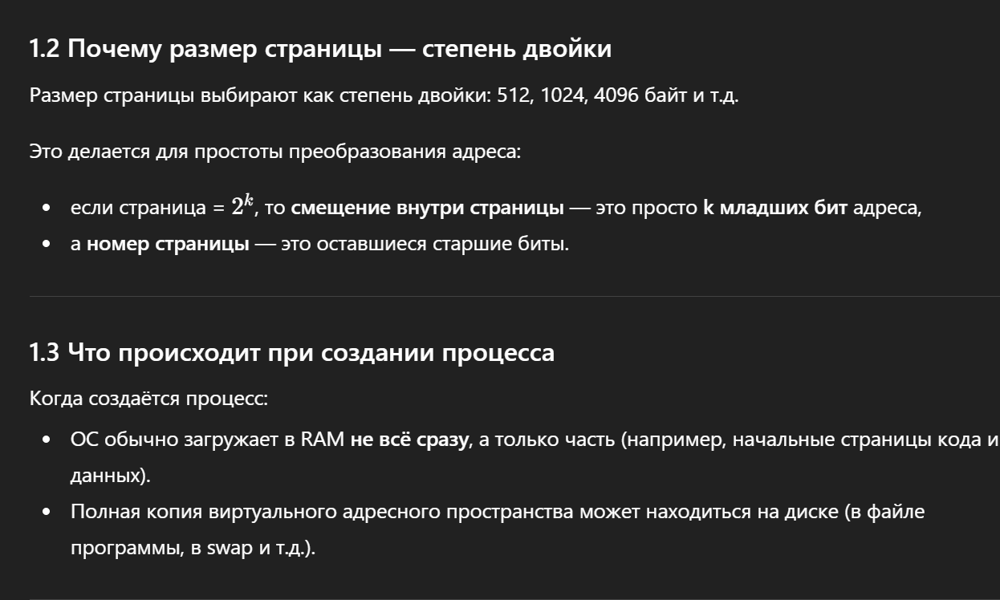 1.2 Почему размер страницы — степень двойки
Размер страницы выбирают как степень двойки: 512, 1024, 4096 байт и т.д.
Это делается для простоты преобразования адреса:
• если страница = 2^k, то смещение внутри страницы — это просто k младших бит адреса,
• а номер страницы — это оставшиеся старшие биты.
1.3 Что происходит при создании процесса
Когда создаётся процесс:
• ОС обычно загружает в RAM не всё сразу, а только часть (например, начальные страницы кода и
данных).
• Полная копия виртуального адресного пространства может находиться на диске (в файле
программы, в swap и т.д.).